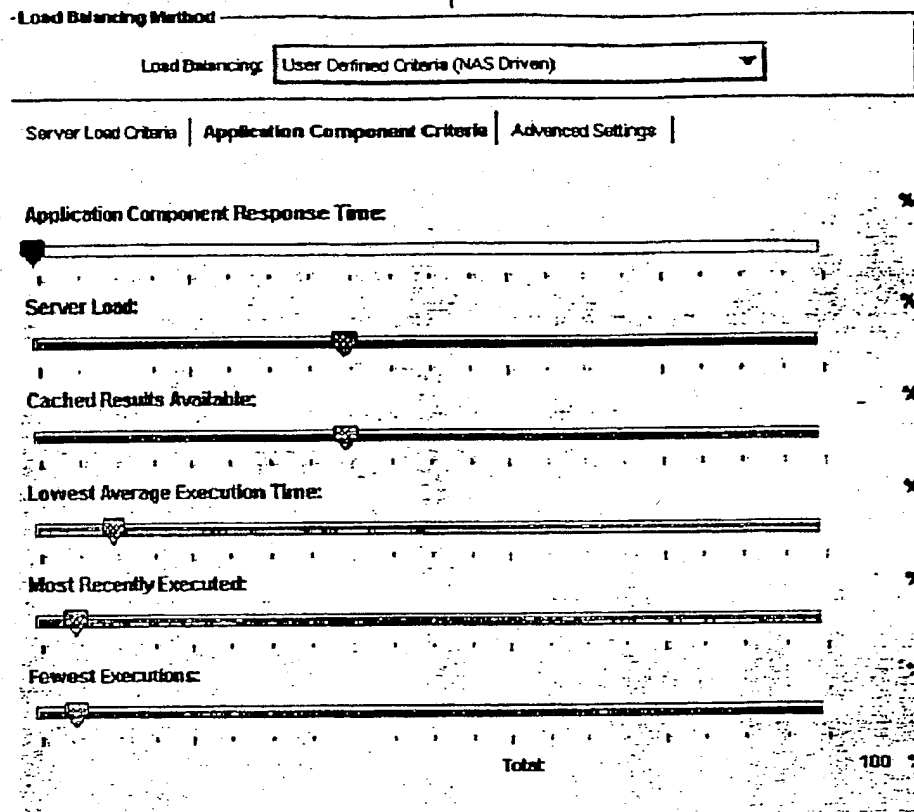 Load Balancing Method
Load Balancing: User Defined Criteria (NAS Driven)
Server Load Criteria | Application Component Criteria | Advanced Settings |
Application Component Response Time: %
Server Load: %
Cached Results Available: %
Lowest Average Execution Time: %
Most Recently Executed: %
Fewest Executions:
Total: 100 %